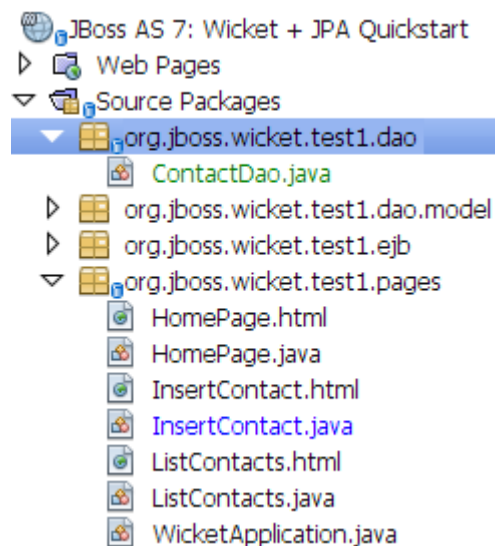 JBoss AS 7: Wicket + JPA Quickstart
Web Pages
Source Packages
org.jboss.wicket.test1.dao
ContactDao.java
org.jboss.wicket.test1.dao.model
org.jboss.wicket.test1.ejb
org.jboss.wicket.test1.pages
HomePage.html
HomePage.java
InsertContact.html
InsertContact.java
ListContacts.html
ListContacts.java
WicketApplication.java